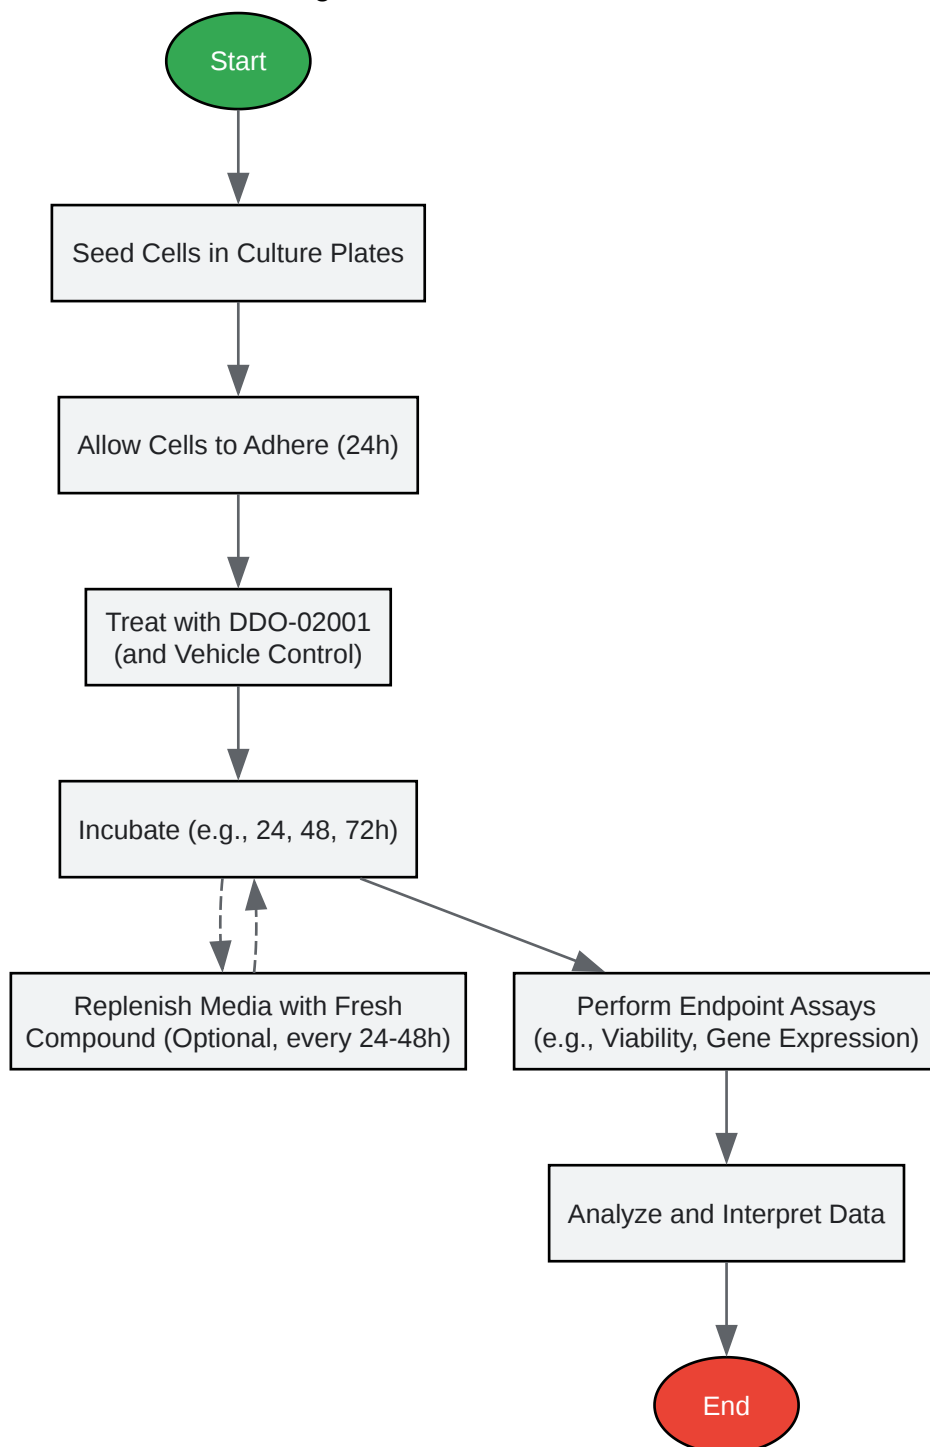 Start
Seed Cells in Culture Plates
Allow Cells to Adhere (24h)
Treat with DDO-02001
(and Vehicle Control)
Incubate (e.g., 24, 48, 72h)
Replenish Media with Fresh
Compound (Optional, every 24-48h)
Perform Endpoint Assays
(e.g., Viability, Gene Expression)
Analyze and Interpret Data
End